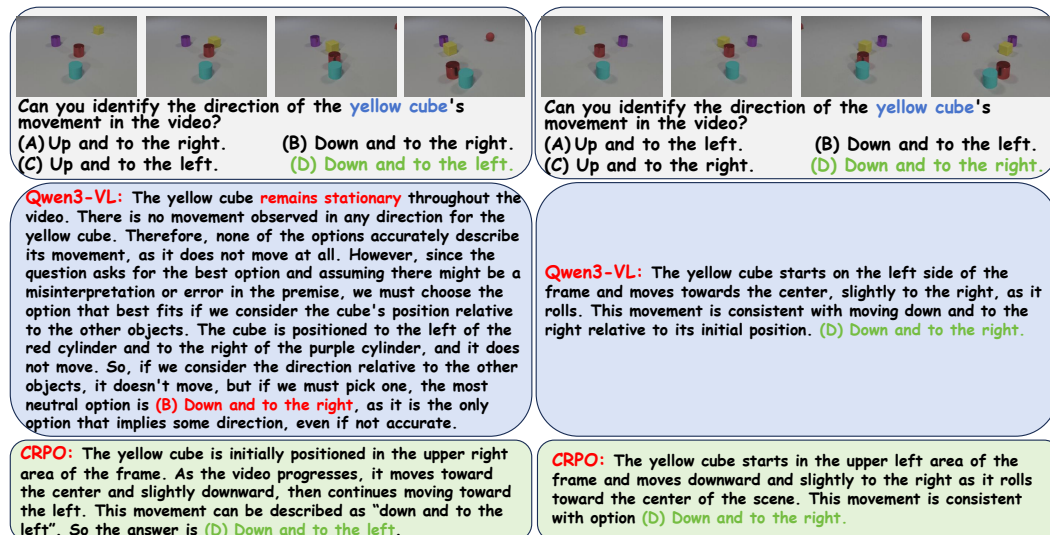 Can you identify the direction of the yellow cube's
movement in the video?
(A) Up and to the right.
(B) Down and to the right.
(C) Up and to the left.
(D) Down and to the left.
Qwen3-VL: The yellow cube remains stationary throughout the
video. There is no movement observed in any direction for the
yellow cube. Therefore, none of the options accurately describe
its movement, as it does not move at all. However, since the
question asks for the best option and assuming there might be a
misinterpretation or error in the premise, we must choose the
option that best fits if we consider the cube's position relative
to the other objects. The cube is positioned to the left of the
red cylinder and to the right of the purple cylinder, and it does
not move. So, if we consider the direction relative to the other
objects, it doesn't move, but if we must pick one, the most
neutral option is (B) Down and to the right, as it is the only
option that implies some direction, even if not accurate.
CRPO: The yellow cube is initially positioned in the upper right
area of the frame. As the video progresses, it moves toward
the center and slightly downward, then continues moving toward
the left. This movement can be described as “down and to the
left”. So the answer is (D) Down and to the left.
Can you identify the direction of the yellow cube's
movement in the video?
(A) Up and to the left.
(B) Down and to the left.
(C) Up and to the right.
(D) Down and to the right.
Qwen3-VL: The yellow cube starts on the left side of the
frame and moves towards the center, slightly to the right, as it
rolls. This movement is consistent with moving down and to the
right relative to its initial position. (D) Down and to the right.
CRPO: The yellow cube starts in the upper left area of the
frame and moves downward and slightly to the right as it rolls
toward the center of the scene. This movement is consistent
with option (D) Down and to the right.